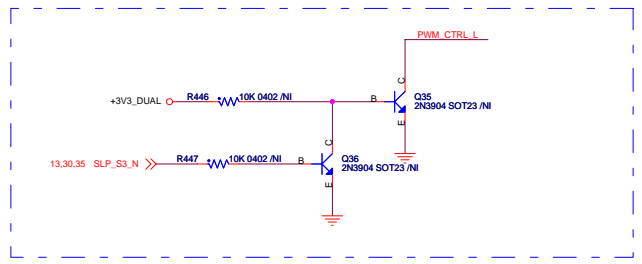 PWM_CTRL_L
C
+3V3_DUAL R446 10K 0402 /NI B Q35
2N3904 SOT23 /NI
E
C
13,30,35 SLP_S3_N R447 10K 0402 /NI B Q36
2N3904 SOT23 /NI
E